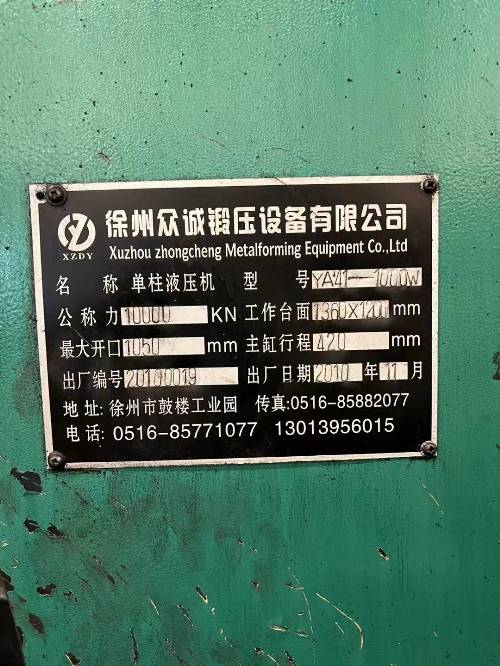 徐州众诚锻压设备有限公司
XZDY
Xuzhou zhongcheng Metalforming Equipment Co.,Ltd
名 称 单柱液压机 型 号 YA41—1000W
公称力 10000 KN 工作台面 1360X1200 mm
最大开口 1050 mm 主缸行程 420 mm
出厂编号 20100019 出厂日期 2010 年 11 月
地 址: 徐州市鼓楼工业园 传真:0516-85882077
电 话: 0516-85771077 13013956015